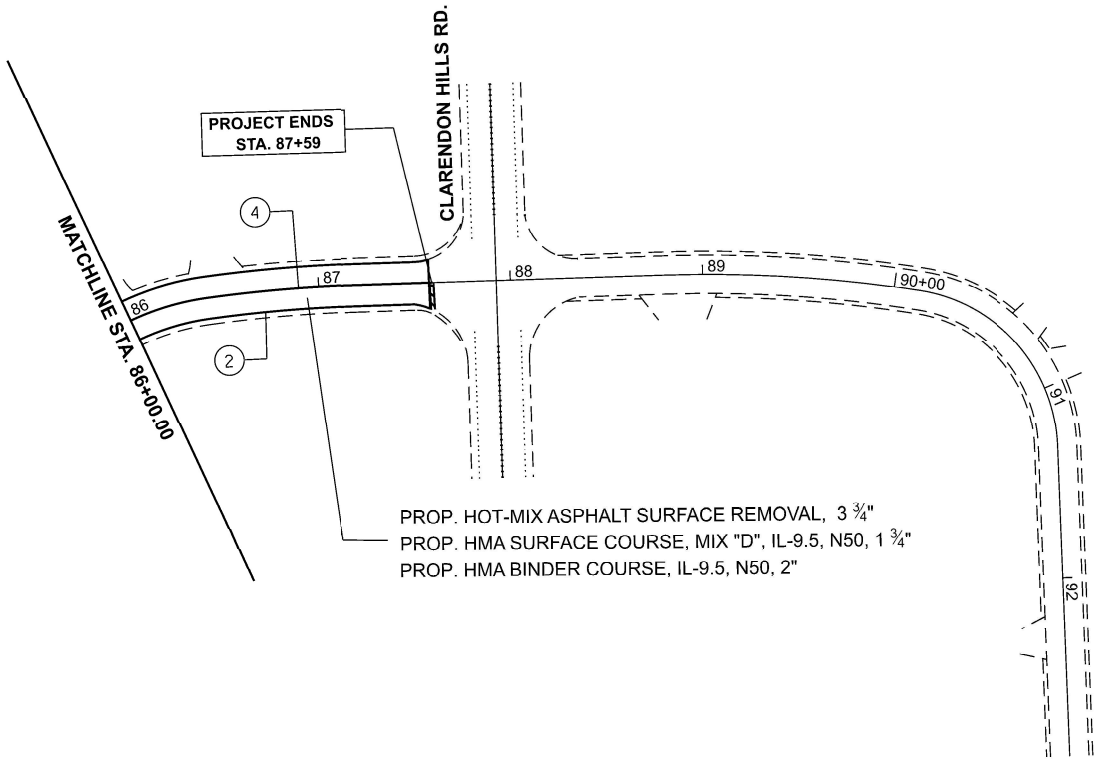 CLARENDON HILLS RD.
PROJECT ENDS
STA. 87+59
4
MATCHLINE STA. 86+00.00
86
87
88
89
90+00
91
92
2
PROP. HOT-MIX ASPHALT SURFACE REMOVAL, 3 ¾"
PROP. HMA SURFACE COURSE, MIX "D", IL-9.5, N50, 1 ¾"
PROP. HMA BINDER COURSE, IL-9.5, N50, 2"